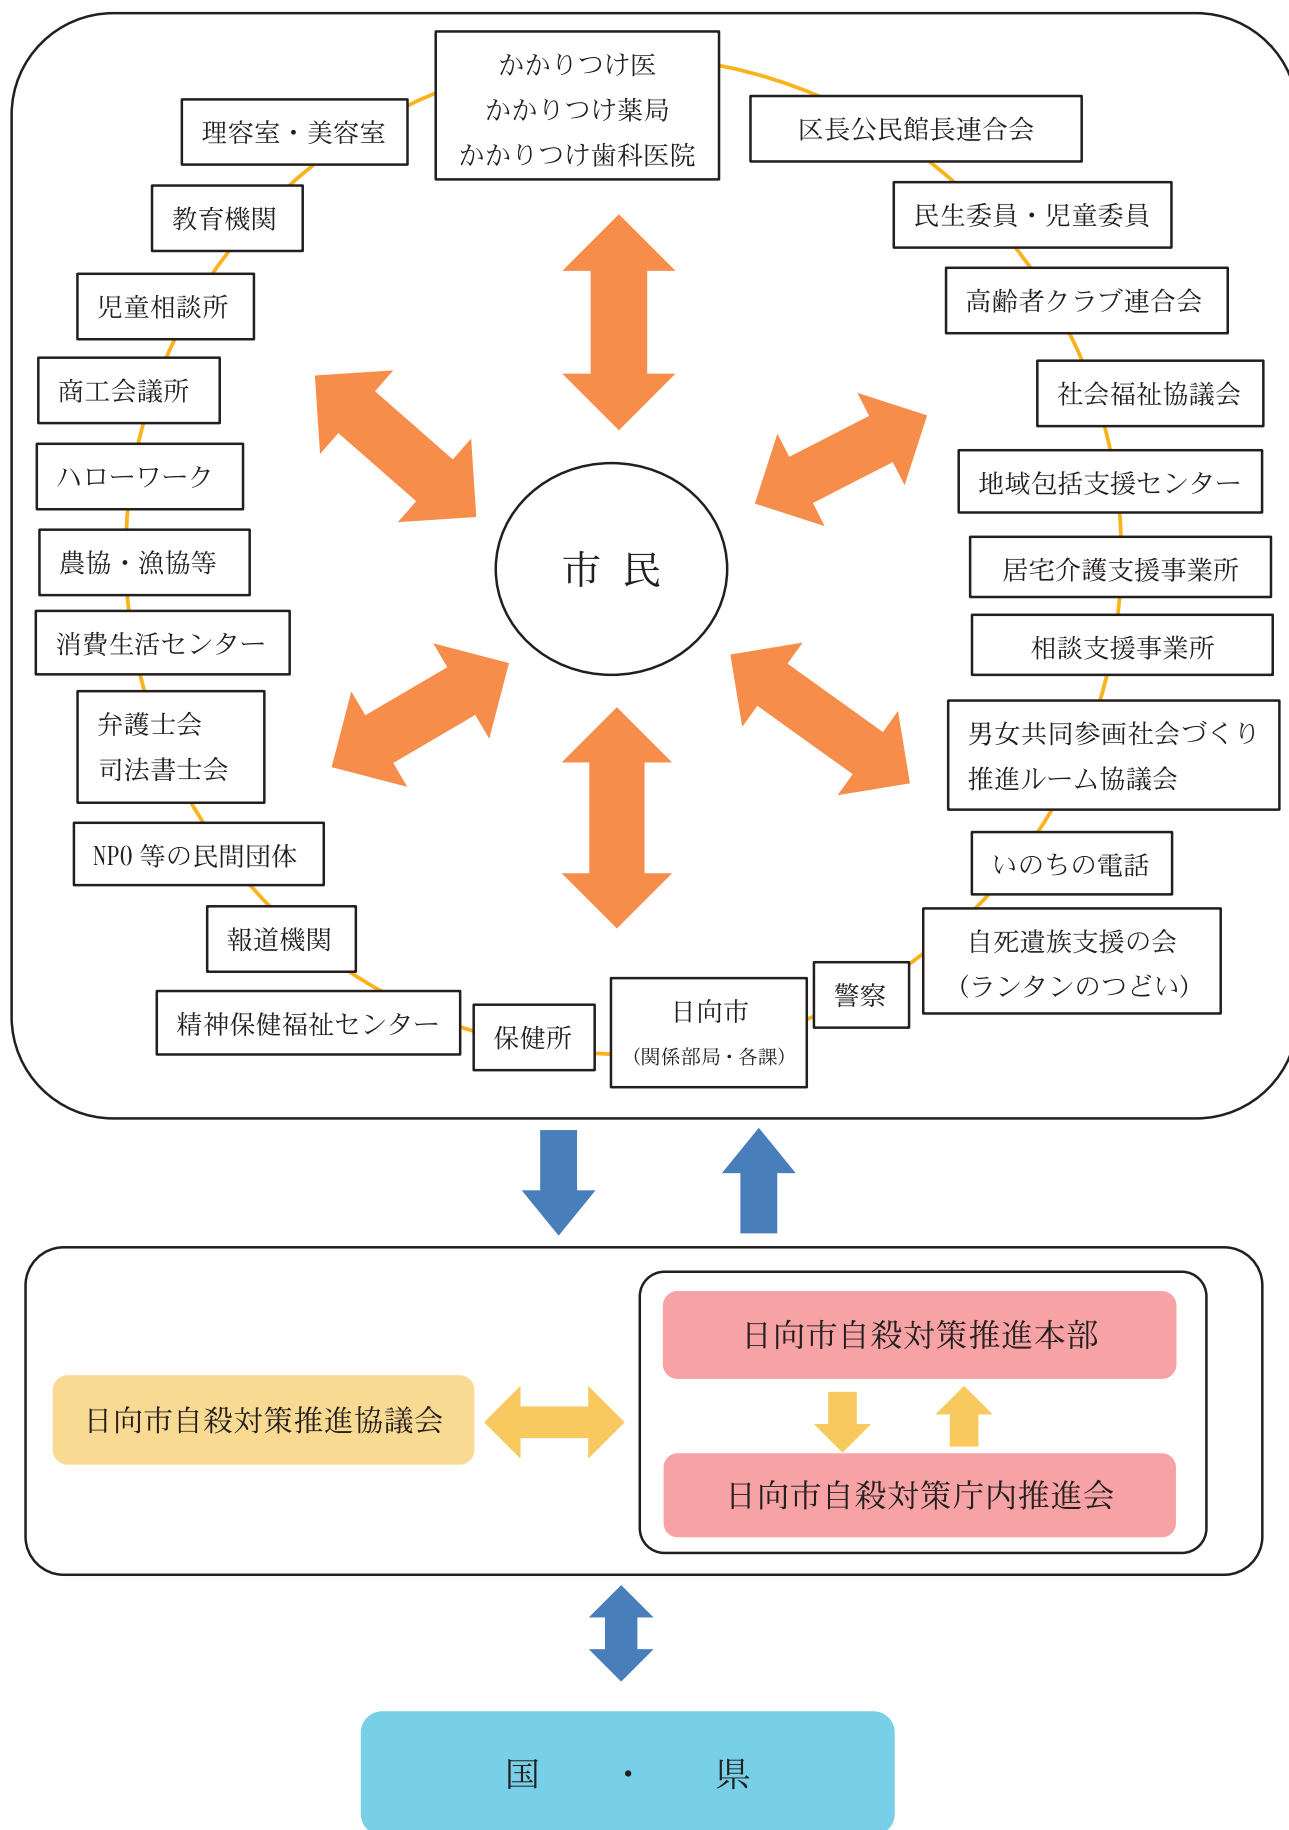 かかりつけ医
かかりつけ薬局
かかりつけ歯科医院
理容室・美容室
区長公民館長連合会
教育機関
民生委員・児童委員
児童相談所
高齢者クラブ連合会
商工会議所
社会福祉協議会
ハローワーク
地域包括支援センター
農協・漁協等
市 民
居宅介護支援事業所
消費生活センター
相談支援事業所
弁護士会
司法書士会
男女共同参画社会づくり
推進ルーム協議会
NPO 等の民間団体
いのちの電話
報道機関
自死遺族支援の会
（ランタンのつどい）
精神保健福祉センター
保健所
日向市
（関係部局・各課）
警察
日向市自殺対策推進本部
日向市自殺対策推進協議会
日向市自殺対策庁内推進会
国 ・ 県